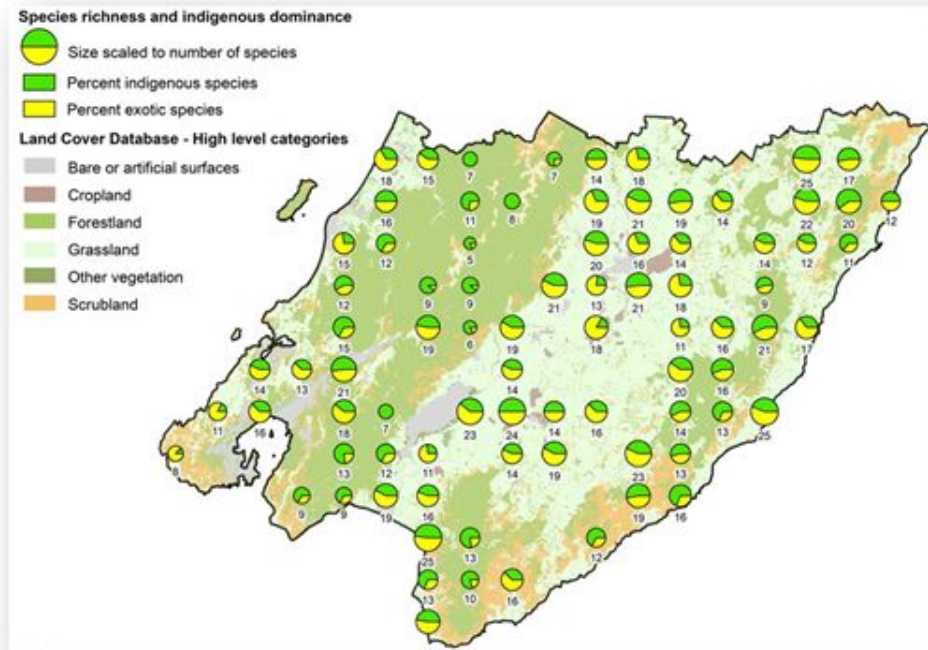 Species richness and indigenous dominance
Size scaled to number of species
Percent indigenous species
Percent exotic species
Land Cover Database - High level categories
Bare or artificial surfaces
Cropland
Forestland
Grassland
Other vegetation
Scrubland
18 15 7 7 14 18 25 17
16 11 8 19 21 19 14 22 20 12
15 12 5 20 16 14 14 12 11
12 9 9 21 13 21 18 9
15 19 6 19 18 11 16 21 17
14 13 21 14 20 16
11 16 18 7 23 24 14 16 14 13 25
13 12 11 14 19 23 13
9 9 19 16 19 16
25 13 12
13 10 16